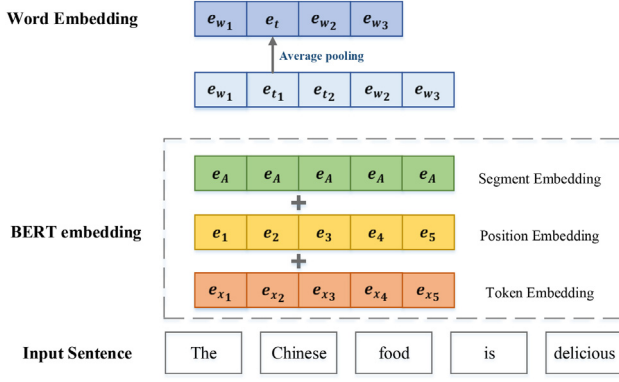 Word Embedding e_{w_1} e_t e_{w_2} e_{w_3}
Average pooling
e_{w_1} e_{t_1} e_{t_2} e_{w_2} e_{w_3}
e_A e_A e_A e_A e_A Segment Embedding
+
BERT embedding e_1 e_2 e_3 e_4 e_5 Position Embedding
+
e_{x_1} e_{x_2} e_{x_3} e_{x_4} e_{x_5} Token Embedding
Input Sentence The Chinese food is delicious